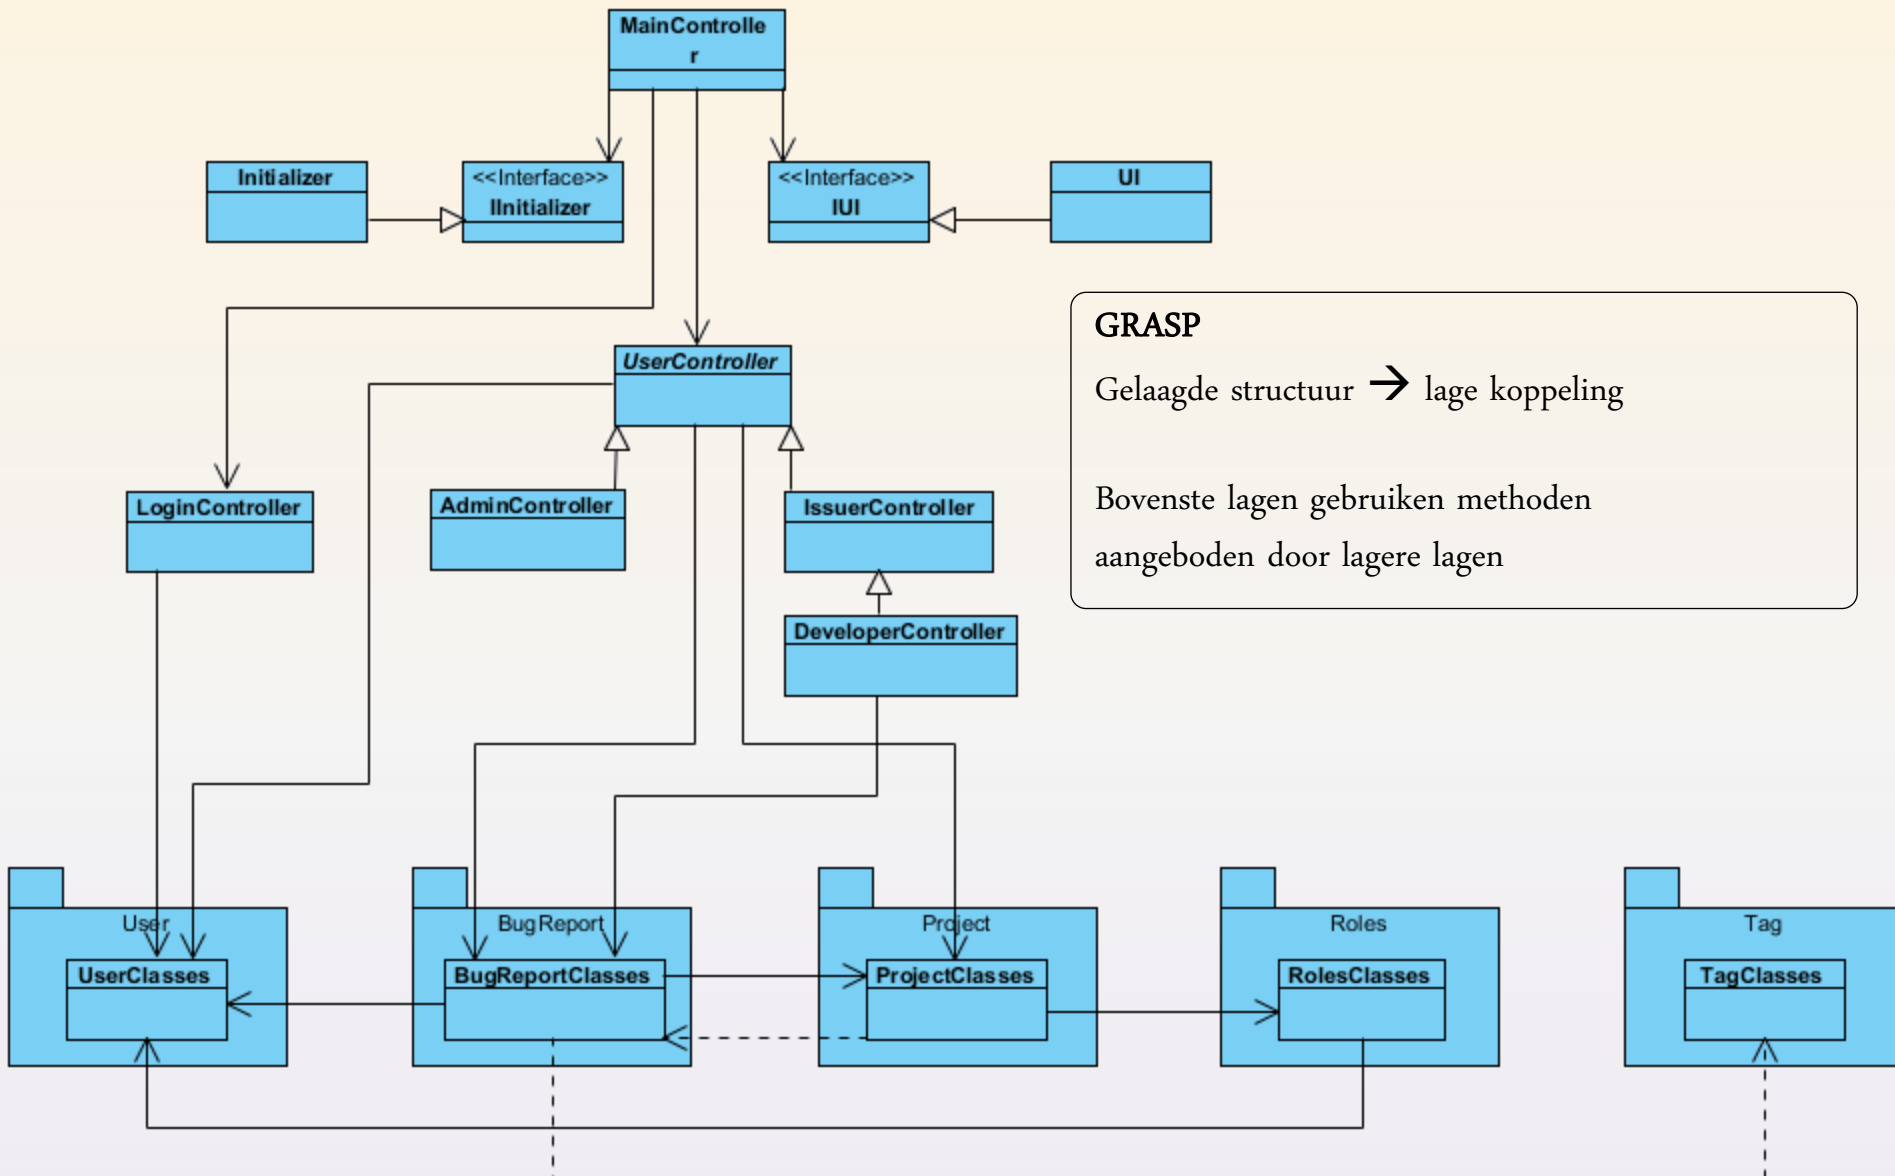 MainControlle
r
Initializer
<<Interface>>
IInitializer
<<Interface>>
IUI
UI
GRASP
Gelaagde structuur → lage koppeling
Bovenste lagen gebruiken methoden
aangeboden door lagere lagen
UserController
LoginController
AdminController
IssuerController
DeveloperController
User
UserClasses
BugReport
BugReportClasses
Project
ProjectClasses
Roles
RolesClasses
Tag
TagClasses